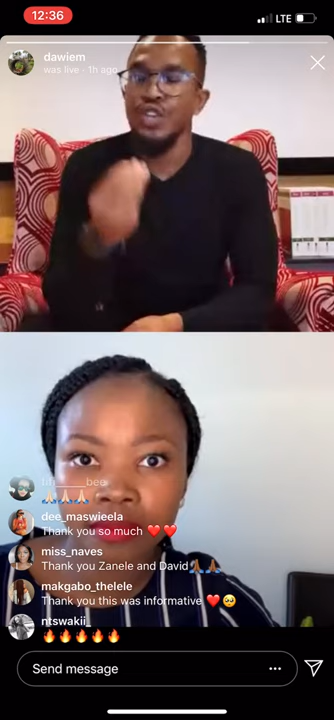 12:36
LTE
dawiem
was live · 1h ago
dee_maswieela
Thank you so much ❤️❤️
miss_naves
Thank you Zanele and David🙏🏾🙏🏾
makgabo_thelele
Thank you this was informative ❤️🥺
ntswakii_
🔥🔥🔥🔥🔥
Send message